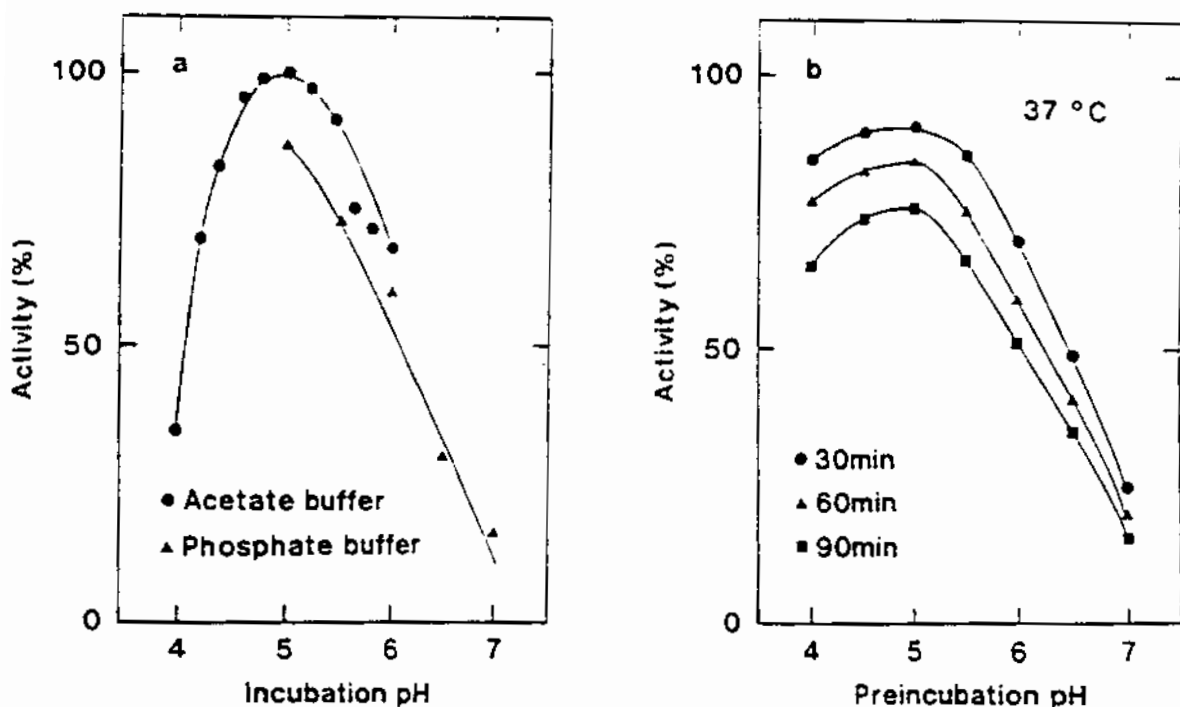 a
100
50
0
Activity (%)
Acetate buffer
Phosphate buffer
4 5 6 7
Incubation pH
b
37 °C
100
50
0
Activity (%)
30min
60min
90min
4 5 6 7
Preincubation pH